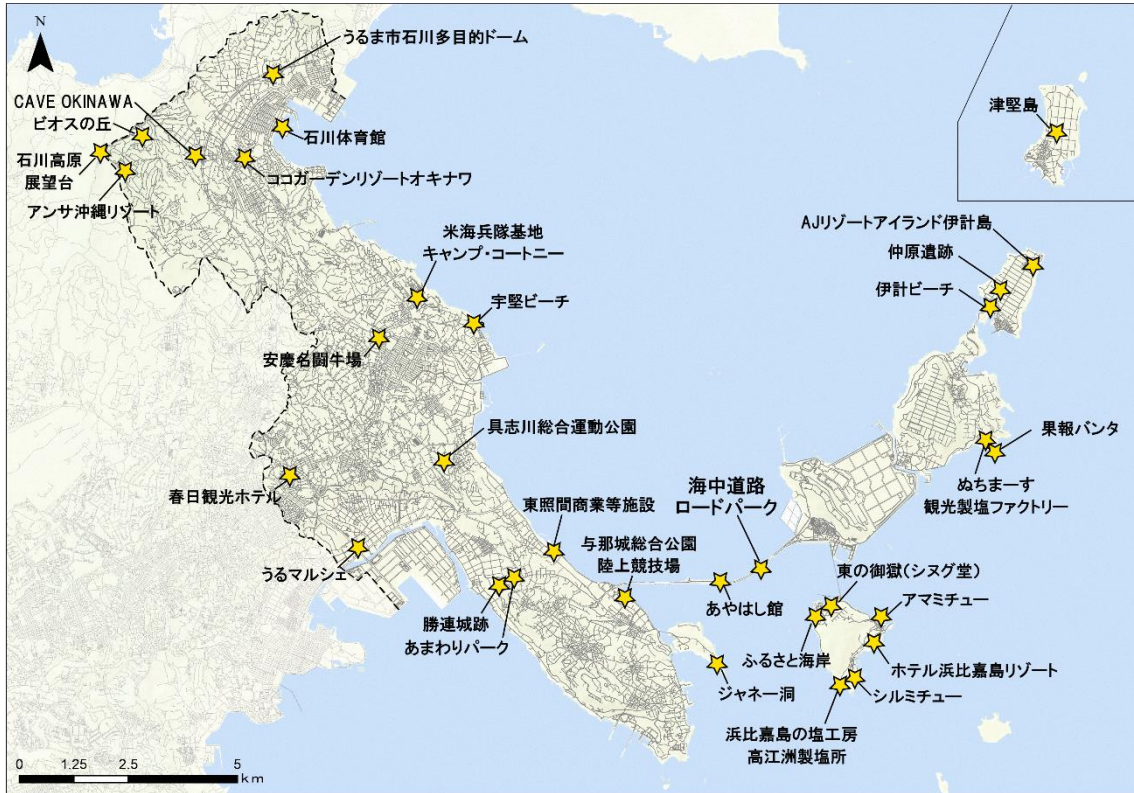 N
うるま市石川多目的ドーム
CAVE OKINAWA
ビオスの丘
石川高原
展望台
アンサ沖縄リゾート
石川体育館
ココガーデンリゾートオキナワ
津堅島
米海兵隊基地
キャンプ・コートニー
宇堅ビーチ
安慶名闘牛場
AJリゾートアイランド伊計島
仲原遺跡
伊計ビーチ
具志川総合運動公園
春日観光ホテル
果報バンタ
ぬちまーす
観光製塩ファクトリー
海中道路
ロードパーク
東照間商業等施設
与那城総合公園
陸上競技場
うるマルシェ
勝連城跡
あまわりパーク
あやはし館
東の御嶽(シヌグ堂)
アマミチュー
ふるさと海岸
ホテル浜比嘉島リゾート
ジャネー洞
シルミチュー
浜比嘉島の塩工房
高江洲製塩所
0 1.25 2.5 5
km